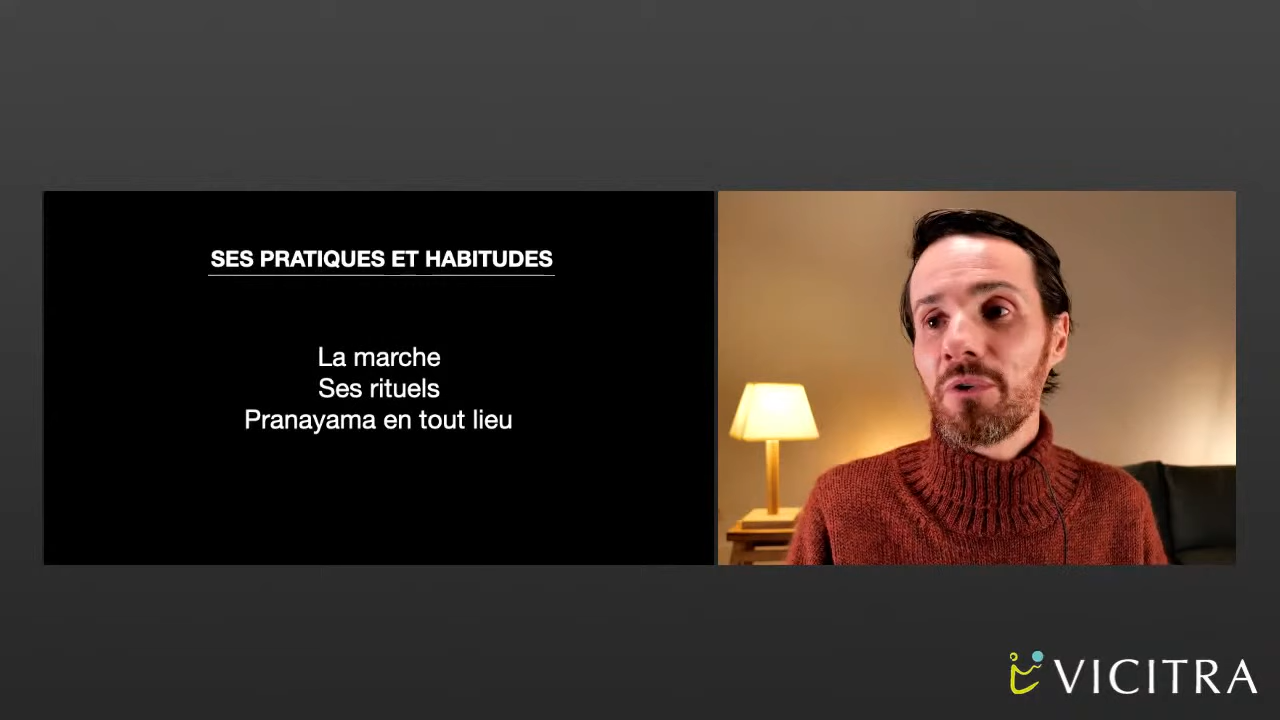 SES PRATIQUES ET HABITUDES
La marche
Ses rituels
Pranayama en tout lieu
VICITRA